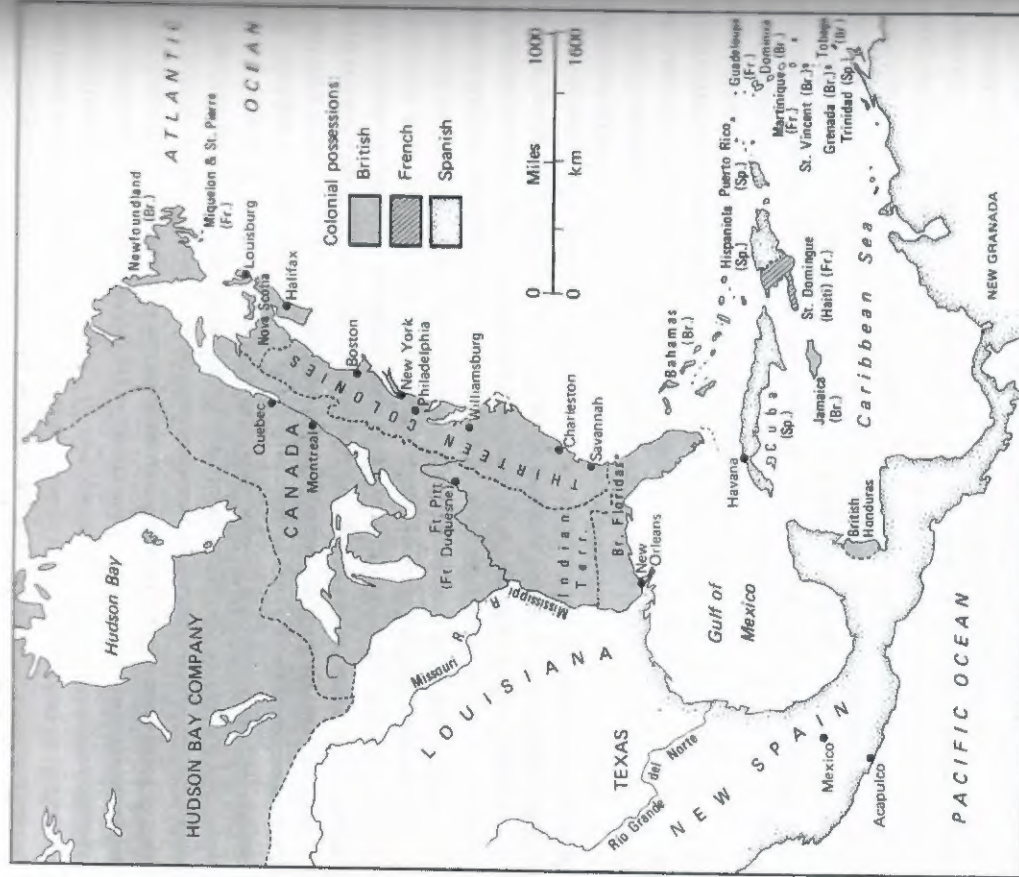 ATLANTIC
OCEAN
Newfoundland
(Br.)
Miquelon & St. Pierre
(Fr.)
Louisburg
Nova Scotia
Halifax
Hudson Bay
HUDSON BAY COMPANY
CANADA
Quebec
Montreal
Boston
New York
Philadelphia
Williamsburg
Charleston
Savannah
THIRTEEN
COLONIES
Ft. Pitt
(Ft Duquesne)
Indian
Terr.
Br. Floridas
New
Orleans
Mississippi
R
Missouri
R
LOUISIANA
TEXAS
Rio Grande
del Norte
NEW SPAIN
Mexico
Acapulco
Gulf of
Mexico
PACIFIC OCEAN
Colonial possessions:
British
French
Spanish
0
1000
Miles
km
0
1600
Bahamas
(Br.)
Havana
Cuba
(Sp.)
Jamaica
(Br.)
St. Domingue
(Haiti) (Fr.)
Hispaniola
(Sp.)
Puerto Rico
(Sp.)
Guadeloupe
(Fr.)
Dominica
(Br.)
Martinique
(Fr.)
St. Vincent (Br.)
Grenada (Br.)
Tobago
(Br.)
Trinidad (Sp.)
Caribbean Sea
British
Honduras
NEW GRANADA